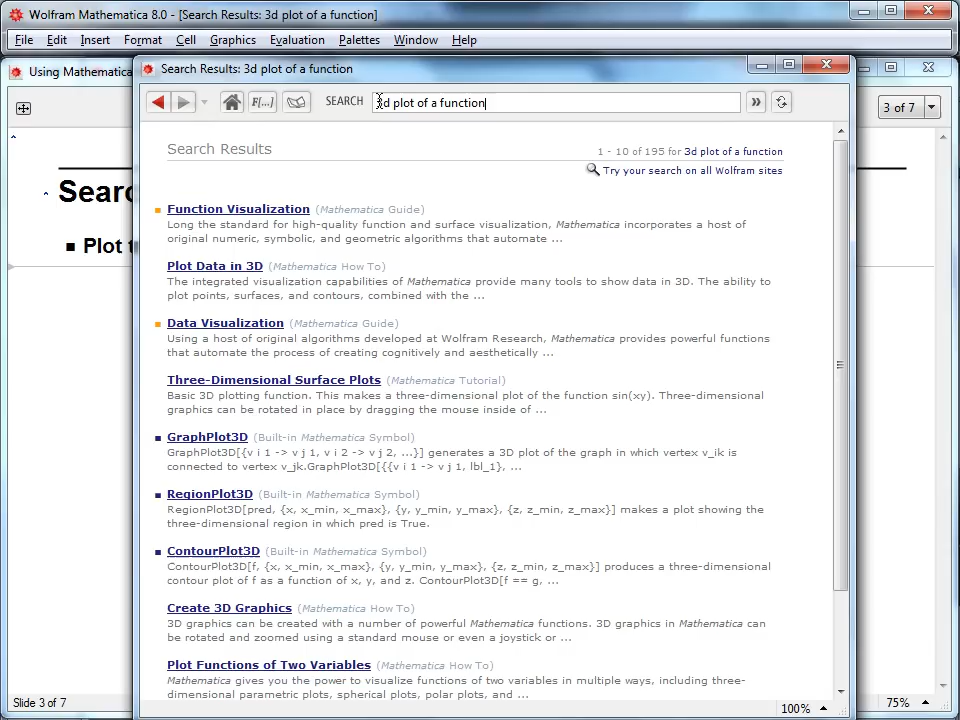 Wolfram Mathematica 8.0 - [Search Results: 3d plot of a function]
File Edit Insert Format Cell Graphics Evaluation Palettes Window Help
Using Mathematica
Search Results: 3d plot of a function
F[...] SEARCH 3d plot of a function »
3 of 7
Search Results
1 - 10 of 195 for 3d plot of a function
Try your search on all Wolfram sites
Sear
Plot t
Function Visualization (Mathematica Guide)
Long the standard for high-quality function and surface visualization, Mathematica incorporates a host of
original numeric, symbolic, and geometric algorithms that automate ...
Plot Data in 3D (Mathematica How To)
The integrated visualization capabilities of Mathematica provide many tools to show data in 3D. The ability to
plot points, surfaces, and contours, combined with the ...
Data Visualization (Mathematica Guide)
Using a host of original algorithms developed at Wolfram Research, Mathematica provides powerful functions
that automate the process of creating cognitively and aesthetically ...
Three-Dimensional Surface Plots (Mathematica Tutorial)
Basic 3D plotting function. This makes a three-dimensional plot of the function sin(xy). Three-dimensional
graphics can be rotated in place by dragging the mouse inside of ...
GraphPlot3D (Built-in Mathematica Symbol)
GraphPlot3D[{v i 1 -> v j 1, v i 2 -> v j 2, ...}] generates a 3D plot of the graph in which vertex v_ik is
connected to vertex v_jk.GraphPlot3D[{{v i 1 -> v j 1, lbl_1}, ...
RegionPlot3D (Built-in Mathematica Symbol)
RegionPlot3D[pred, {x, x_min, x_max}, {y, y_min, y_max}, {z, z_min, z_max}] makes a plot showing the
three-dimensional region in which pred is True.
ContourPlot3D (Built-in Mathematica Symbol)
ContourPlot3D[f, {x, x_min, x_max}, {y, y_min, y_max}, {z, z_min, z_max}] produces a three-dimensional
contour plot of f as a function of x, y, and z. ContourPlot3D[f == g, ...
Create 3D Graphics (Mathematica How To)
3D graphics can be created with a number of powerful Mathematica functions. 3D graphics in Mathematica can
be rotated and zoomed using a standard mouse or even a joystick or ...
Plot Functions of Two Variables (Mathematica How To)
Mathematica gives you the power to visualize functions of two variables in multiple ways, including three-
dimensional parametric plots, spherical plots, polar plots, and ...
Slide 3 of 7
100%
75%